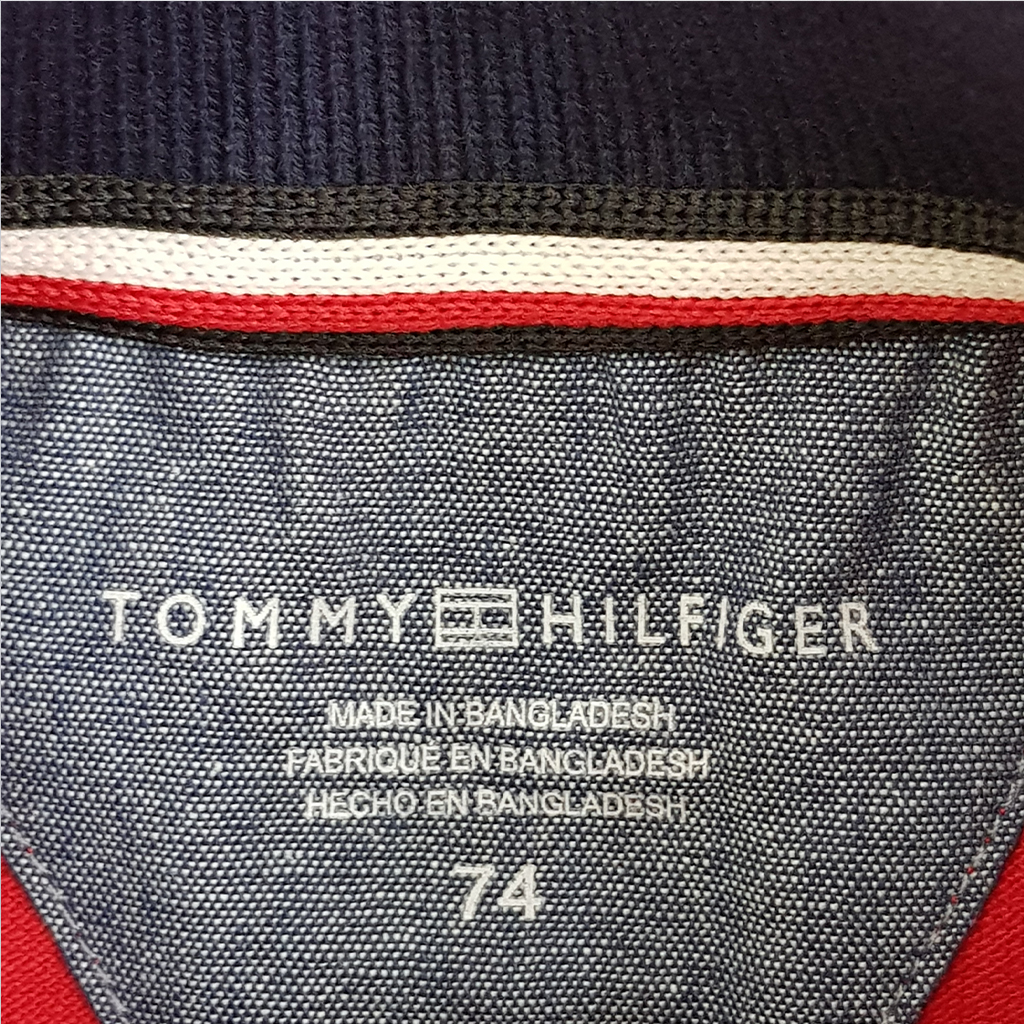 TOMMY HILFIGER
MADE IN BANGLADESH
FABRIQUE EN BANGLADESH
HECHO EN BANGLADESH
74